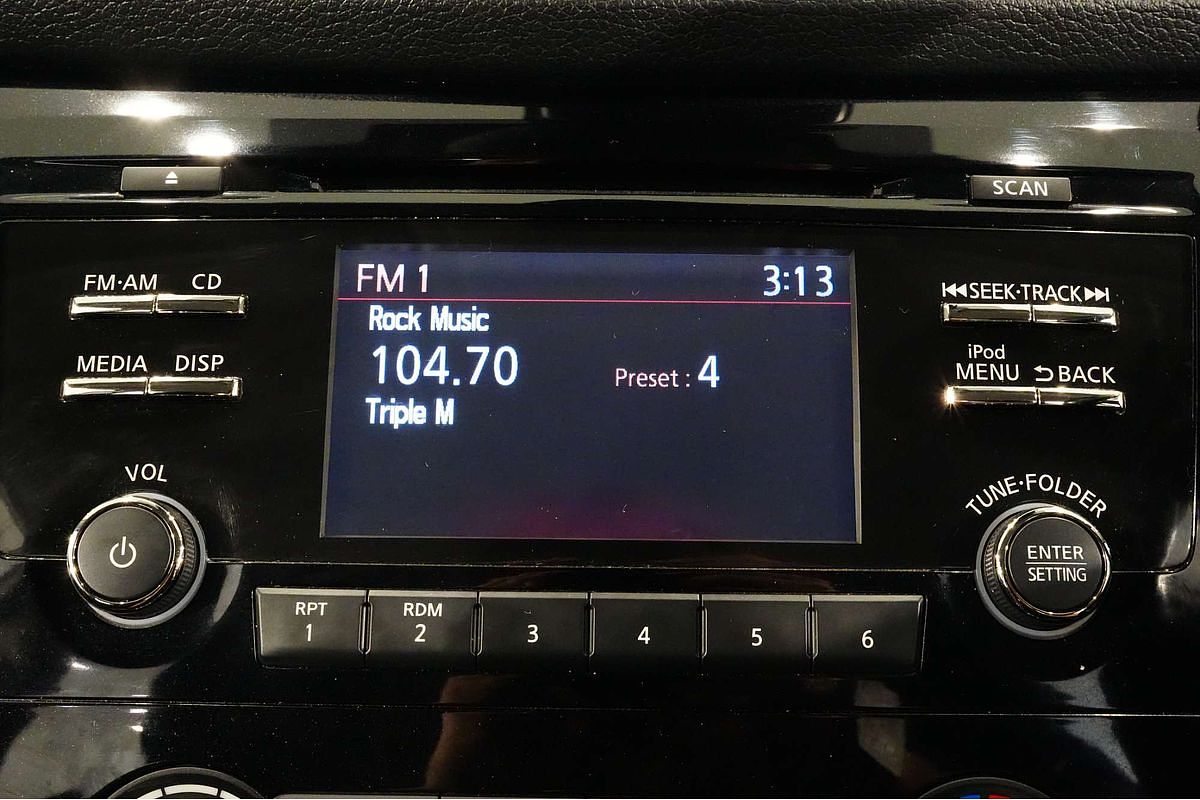 SCAN
FM·AM CD
MEDIA DISP
VOL
FM 1 3:13
Rock Music
104.70 Preset : 4
Triple M
SEEK·TRACK
iPod
MENU BACK
TUNE·FOLDER
ENTER
SETTING
RPT RDM
1 2 3 4 5 6